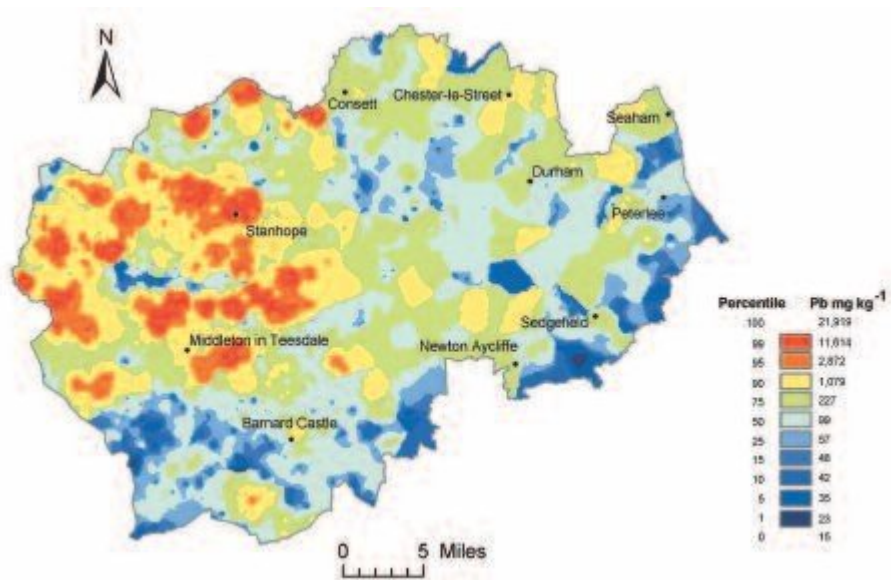 N
Consett
Chester-le-Street
Seaham
Durham
Peterlee
Stanhope
Sedgefield
Middleton in Teesdale
Newton Aycliffe
Barnard Castle
Percentile Pb mg kg-1
100 21,919
99 11,614
95 2,872
90 1,079
75 227
50 99
25 57
15 48
10 42
5 35
1 23
0 15
0 5 Miles